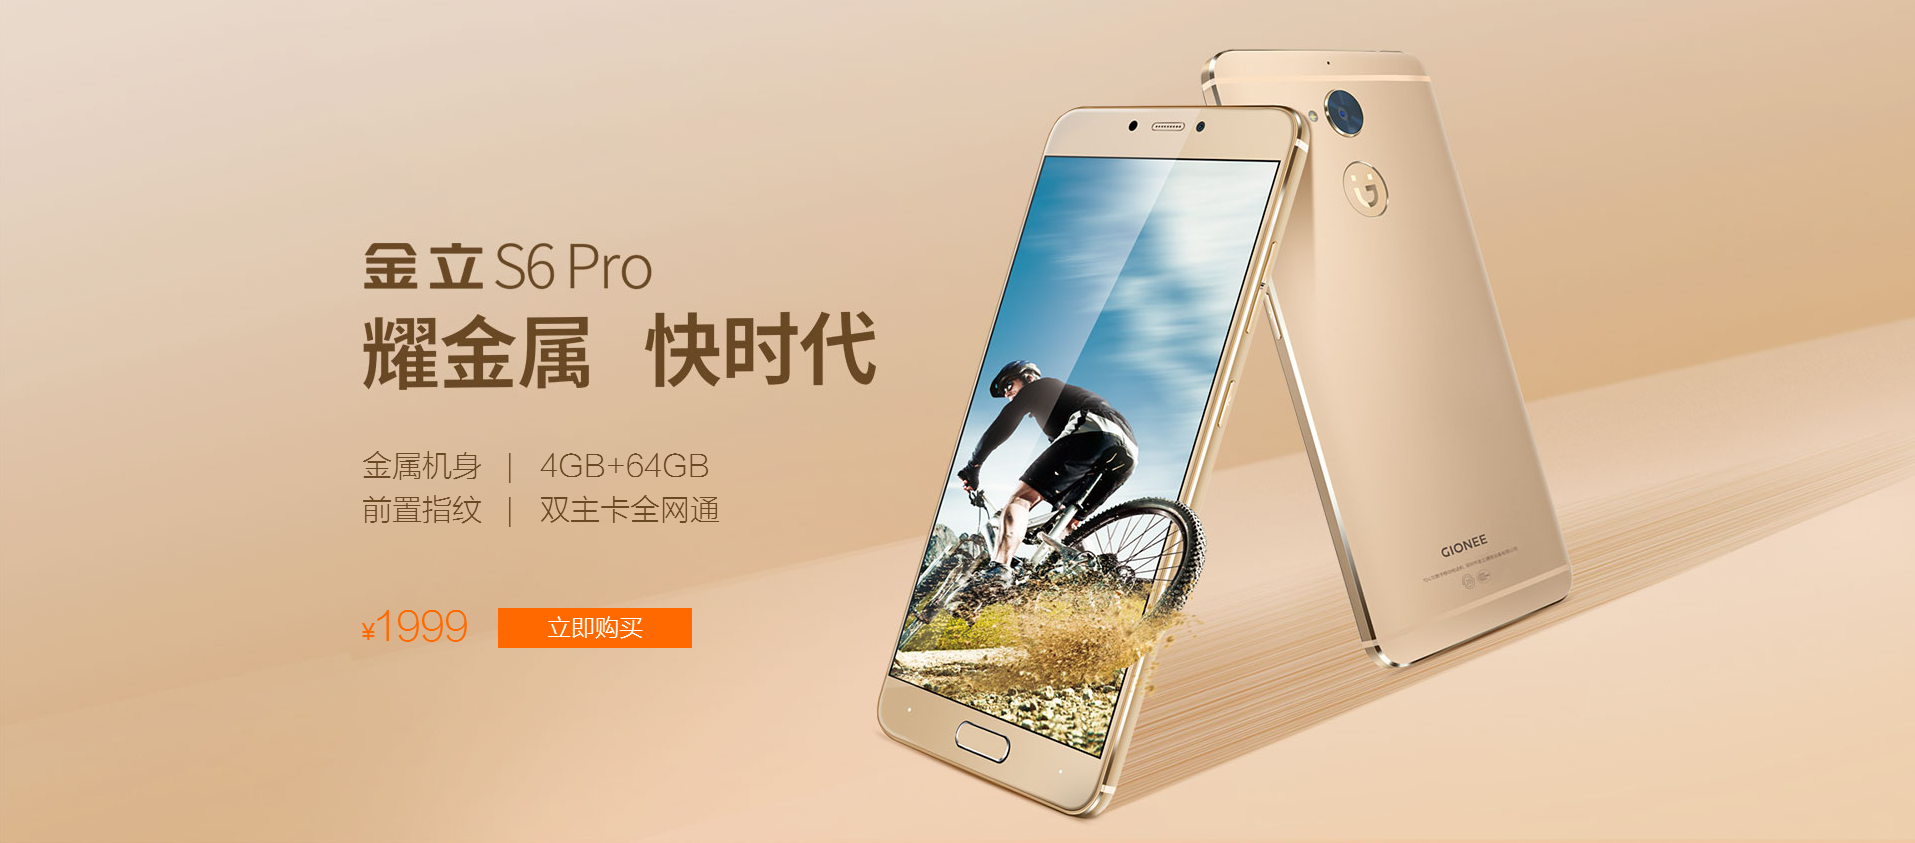 金立 S6 Pro
耀金属 快时代
金属机身 | 4GB+64GB
前置指纹 | 双主卡全网通
¥1999 立即购买
GIONEE